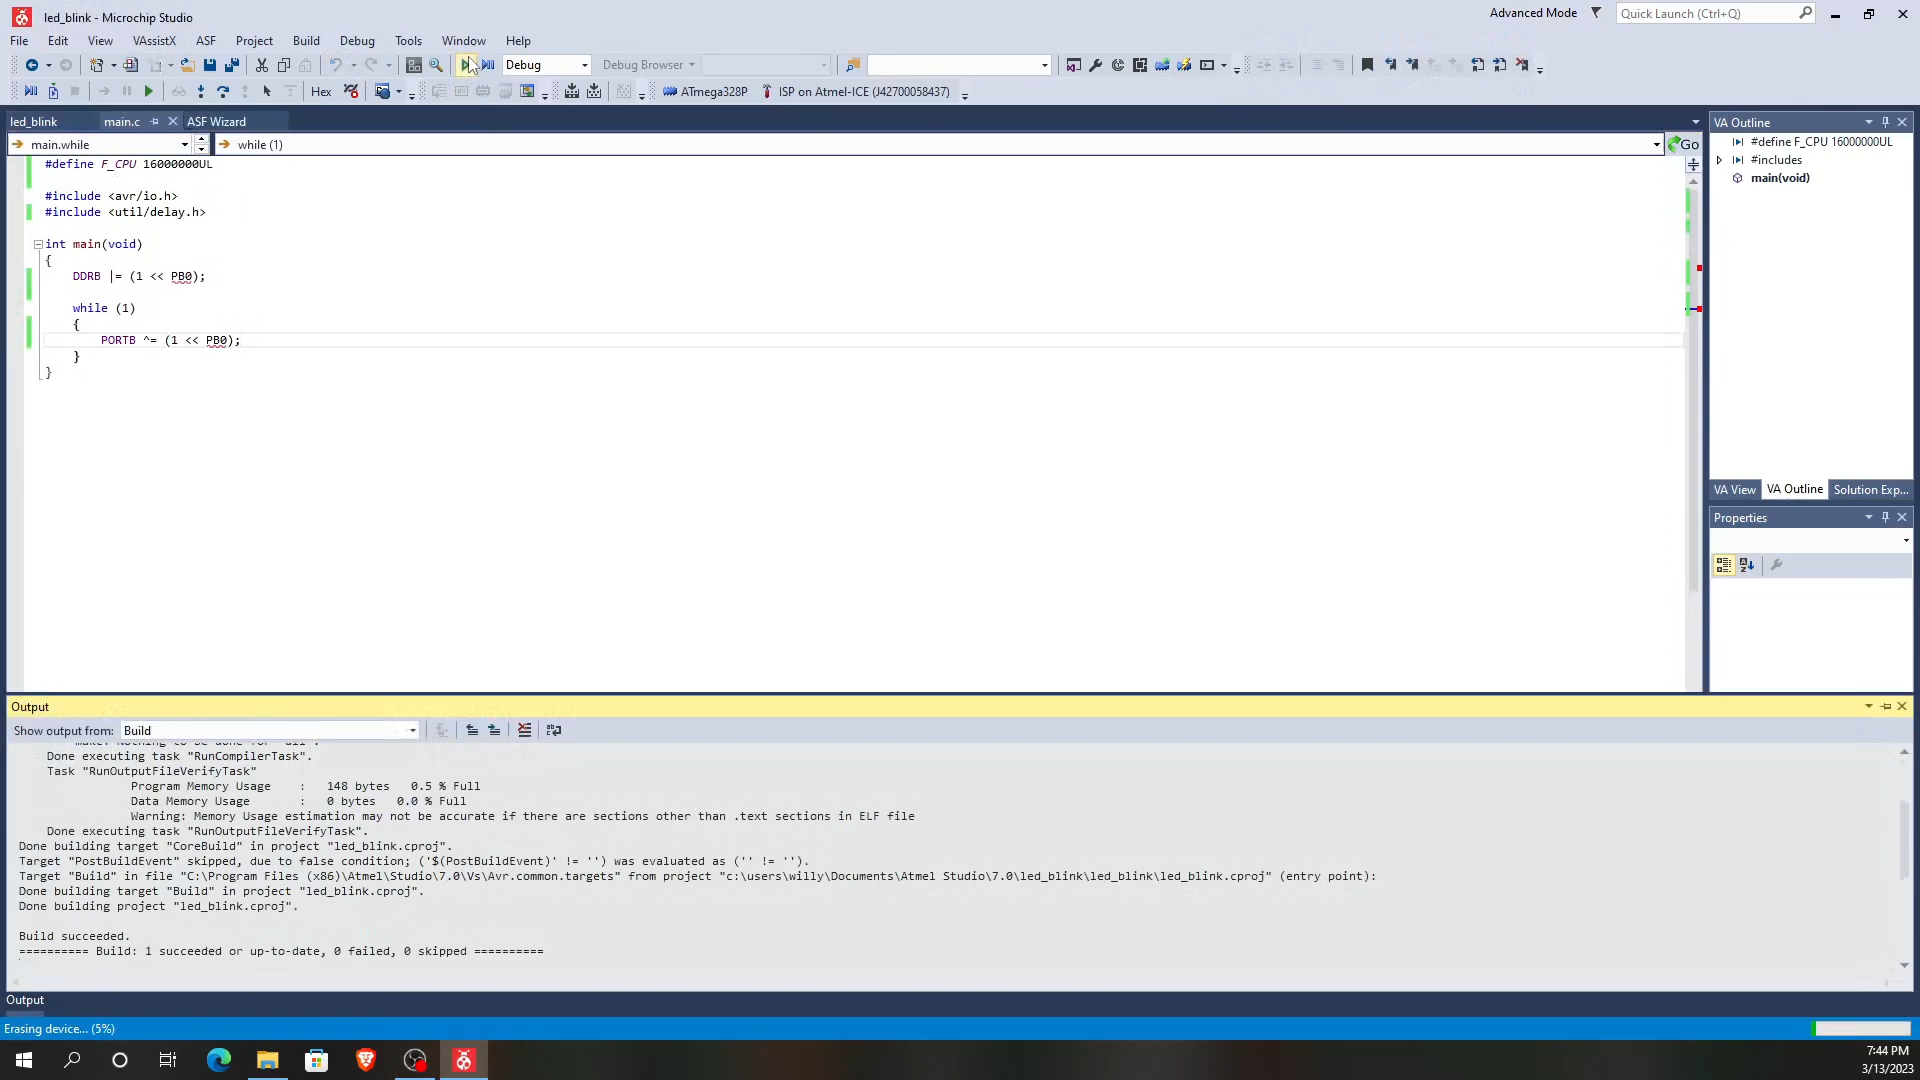 led_blink - Microchip Studio
Advanced Mode
Quick Launch (Ctrl+Q)
File Edit View VAssistX ASF Project Build Debug Tools Window Help
Debug Debug Browser
Hex ATmega328P ISP on Atmel-ICE (J42700058437)
led_blink main.c ASF Wizard
main.while while (1) Go
#define F_CPU 16000000UL
#include <avr/io.h>
#include <util/delay.h>
int main(void)
{
DDRB |= (1 << PB0);
while (1)
{
PORTB ^= (1 << PB0);
}
}
VA Outline
#define F_CPU 16000000UL
#includes
main(void)
VA View VA Outline Solution Exp...
Properties
Output
Show output from: Build
Done executing task "RunCompilerTask".
Task "RunOutputFileVerifyTask"
Program Memory Usage : 148 bytes 0.5 % Full
Data Memory Usage : 0 bytes 0.0 % Full
Warning: Memory Usage estimation may not be accurate if there are sections other than .text sections in ELF file
Done executing task "RunOutputFileVerifyTask".
Done building target "CoreBuild" in project "led_blink.cproj".
Target "PostBuildEvent" skipped, due to false condition; ('$(PostBuildEvent)' != '') was evaluated as ('' != '').
Target "Build" in file "C:\Program Files (x86)\Atmel\Studio\7.0\Vs\Avr.common.targets" from project "c:\users\willy\Documents\Atmel Studio\7.0\led_blink\led_blink\led_blink.cproj" (entry point):
Done building target "Build" in project "led_blink.cproj".
Done building project "led_blink.cproj".
Build succeeded.
========== Build: 1 succeeded or up-to-date, 0 failed, 0 skipped ==========
Output
Erasing device... (5%)
7:44 PM
3/13/2023